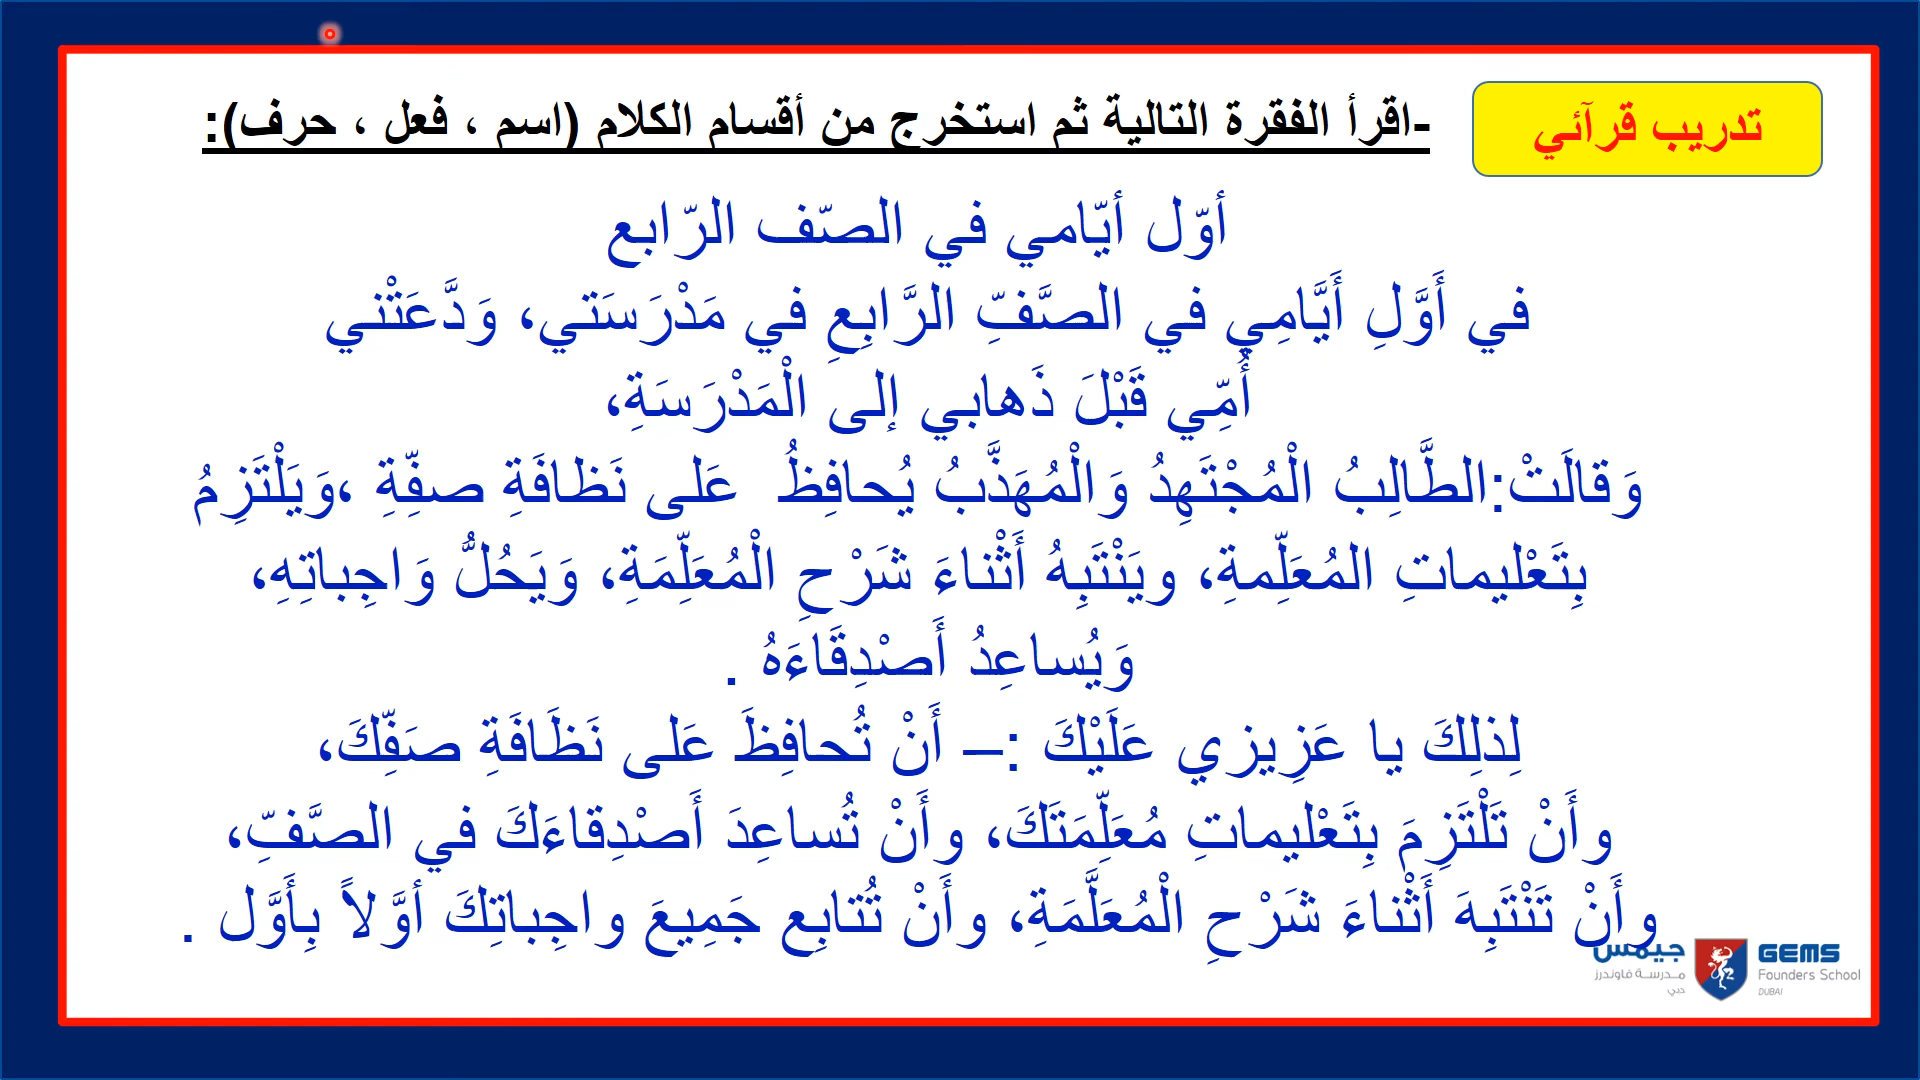 تدريب قرآئي
-اقرأ الفقرة التالية ثم استخرج من أقسام الكلام (اسم ، فعل ، حرف):
أوّل أيّامي في الصّف الرّابع
في أَوَّلِ أَيَّامِي في الصَّفِّ الرَّابِعِ في مَدْرَسَتي، وَدَّعَتْني
أُمِّي قَبْلَ ذَهابي إلى الْمَدْرَسَةِ،
وَقالَتْ:الطَّالِبُ الْمُجْتَهِدُ وَالْمُهَذَّبُ يُحافِظُ عَلى نَظافَةِ صفِّةِ ،وَيَلْتَزِمُ
بِتَعْليماتِ المُعَلِّمةِ، ويَنْتَبِهُ أَثْناءَ شَرْحِ الْمُعَلِّمَةِ، وَيَحُلُّ وَاجِباتِهِ،
وَيُساعِدُ أَصْدِقَاءَهُ .
لِذلِكَ يا عَزِيزي عَلَيْكَ :– أَنْ تُحافِظَ عَلى نَظَافَةِ صَفِّكَ،
وأَنْ تَلْتَزِمَ بِتَعْليماتِ مُعَلِّمَتَكَ، وأَنْ تُساعِدَ أَصْدِقاءَكَ في الصَّفِّ،
وأَنْ تَنْتَبِهَ أَثْناءَ شَرْحِ الْمُعَلَّمَةِ، وأَنْ تُتابِع جَمِيعَ واجِباتِكَ أوَّلاً بِأَوَّل .
جيمس
مدرسة فاوندرز
دبي
GEMS
Founders School
DUBAI